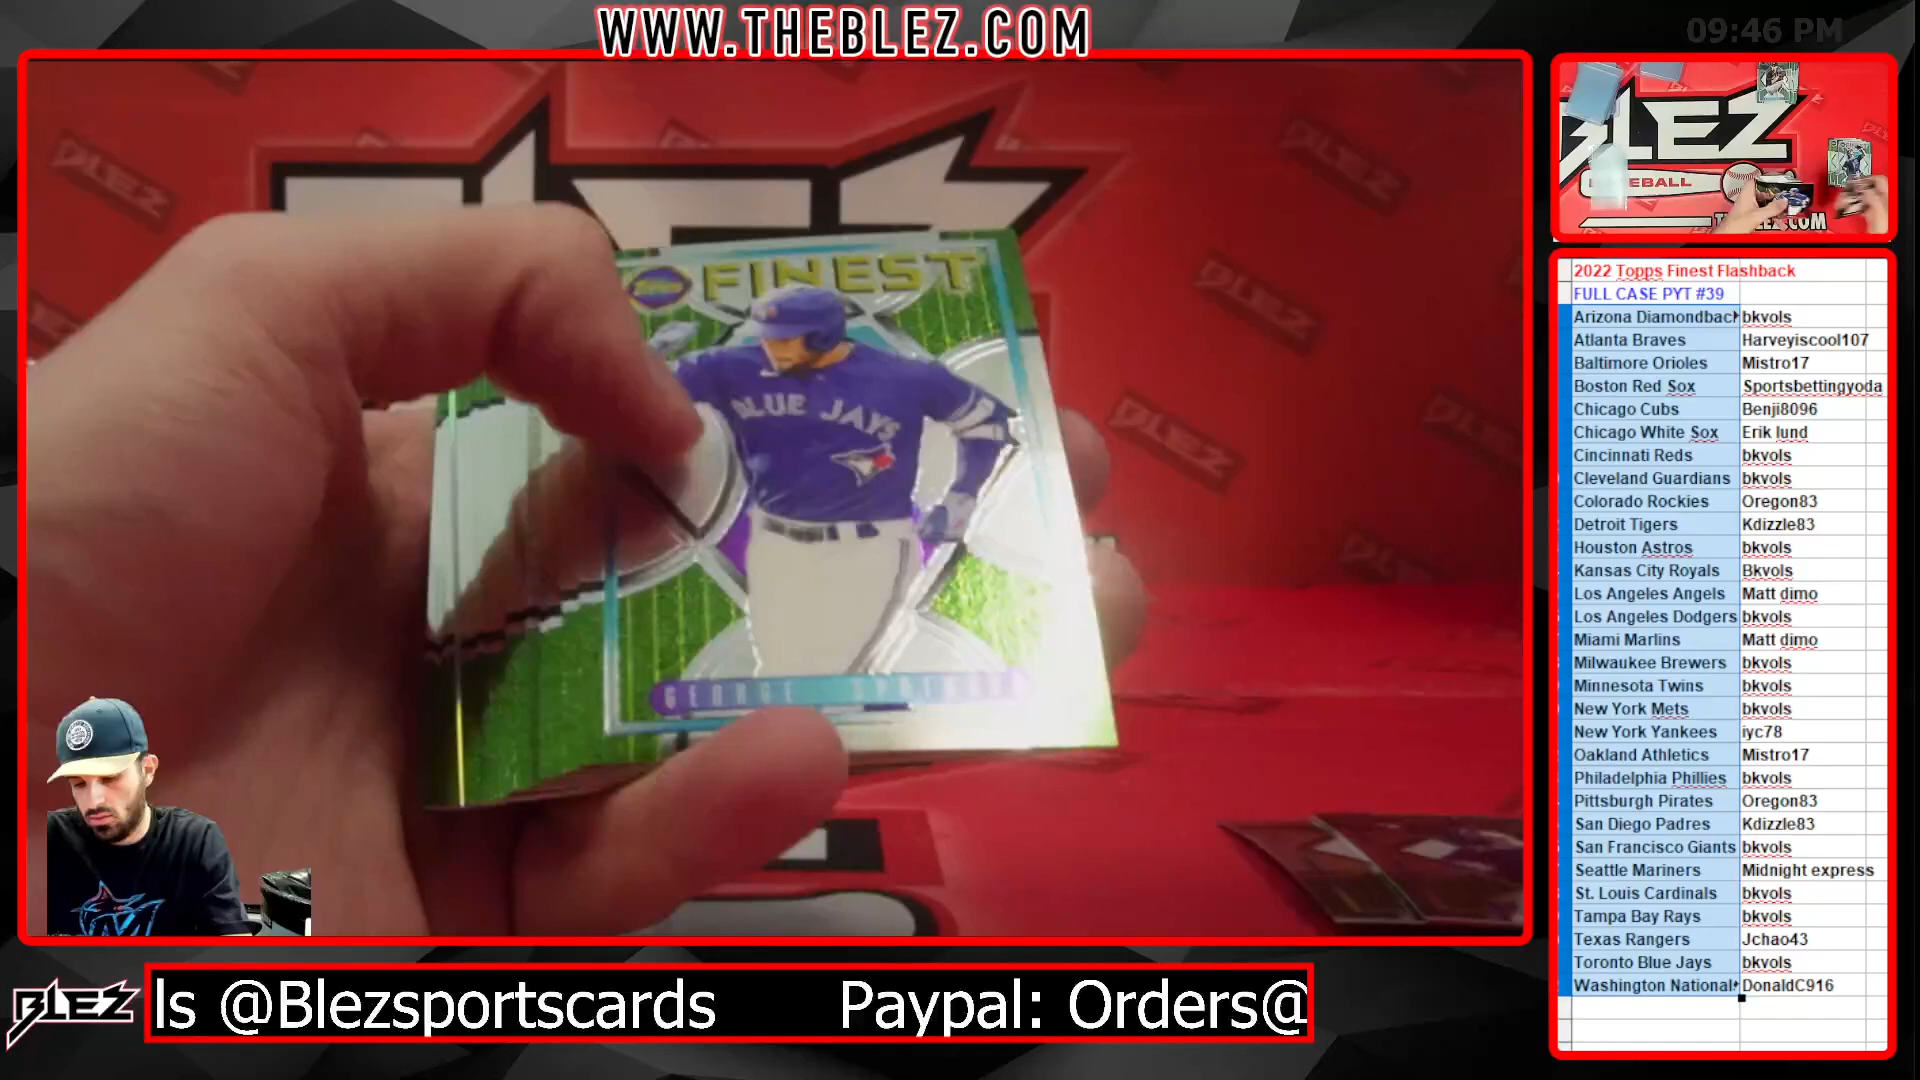 WWW.THEBLEZ.COM
09:46 PM
FINEST
BLUE JAYS
GEORGE SPRINGER
BLEZ
BASEBALL
THEBLEZ.COM
2022 Topps Finest Flashback
FULL CASE PYT #39
Arizona Diamondback bkvols
Atlanta Braves Harveyiscool107
Baltimore Orioles Mistro17
Boston Red Sox Sportsbettingyoda
Chicago Cubs Benji8096
Chicago White Sox Erik lund
Cincinnati Reds bkvols
Cleveland Guardians bkvols
Colorado Rockies Oregon83
Detroit Tigers Kdizzle83
Houston Astros bkvols
Kansas City Royals Bkvols
Los Angeles Angels Matt dimo
Los Angeles Dodgers bkvols
Miami Marlins Matt dimo
Milwaukee Brewers bkvols
Minnesota Twins bkvols
New York Mets bkvols
New York Yankees iyc78
Oakland Athletics Mistro17
Philadelphia Phillies bkvols
Pittsburgh Pirates Oregon83
San Diego Padres Kdizzle83
San Francisco Giants bkvols
Seattle Mariners Midnight express
St. Louis Cardinals bkvols
Tampa Bay Rays bkvols
Texas Rangers Jchao43
Toronto Blue Jays bkvols
Washington National DonaldC916
BLEZ
ls @Blezsportscards Paypal: Orders@